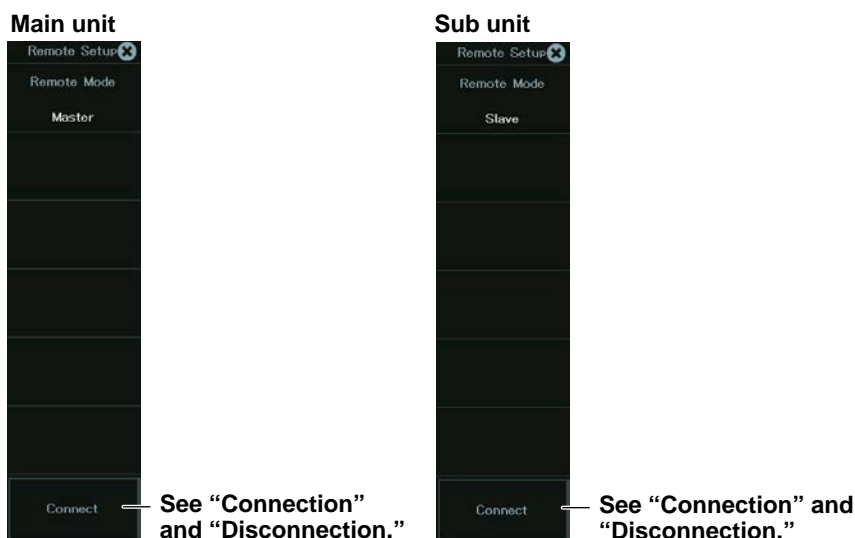 Main unit
Remote Setup
Remote Mode
Master
Connect
See “Connection”
and “Disconnection.”
Sub unit
Remote Setup
Remote Mode
Slave
Connect
See “Connection” and
“Disconnection.”